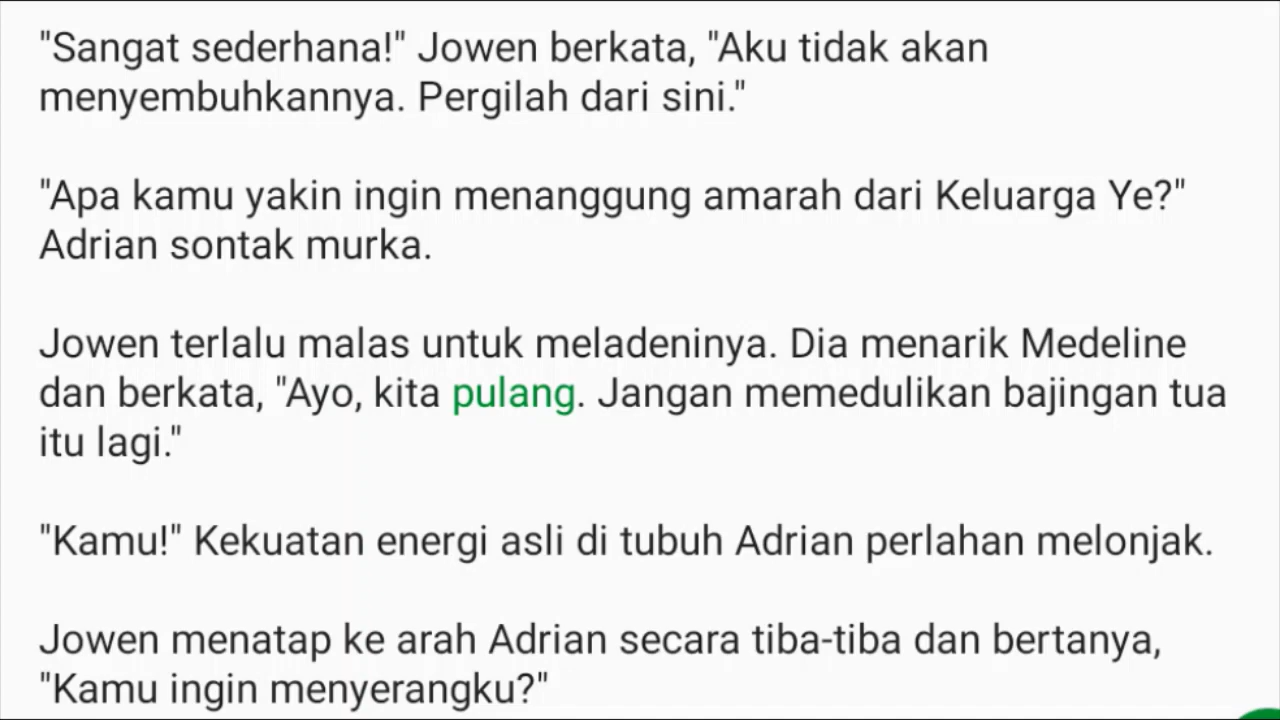 "Sangat sederhana!" Jowen berkata, "Aku tidak akan
menyembuhkannya. Pergilah dari sini."
"Apa kamu yakin ingin menanggung amarah dari Keluarga Ye?"
Adrian sontak murka.
Jowen terlalu malas untuk meladeninya. Dia menarik Medeline
dan berkata, "Ayo, kita pulang. Jangan memedulikan bajingan tua
itu lagi."
"Kamu!" Kekuatan energi asli di tubuh Adrian perlahan melonjak.
Jowen menatap ke arah Adrian secara tiba-tiba dan bertanya,
"Kamu ingin menyerangku?"